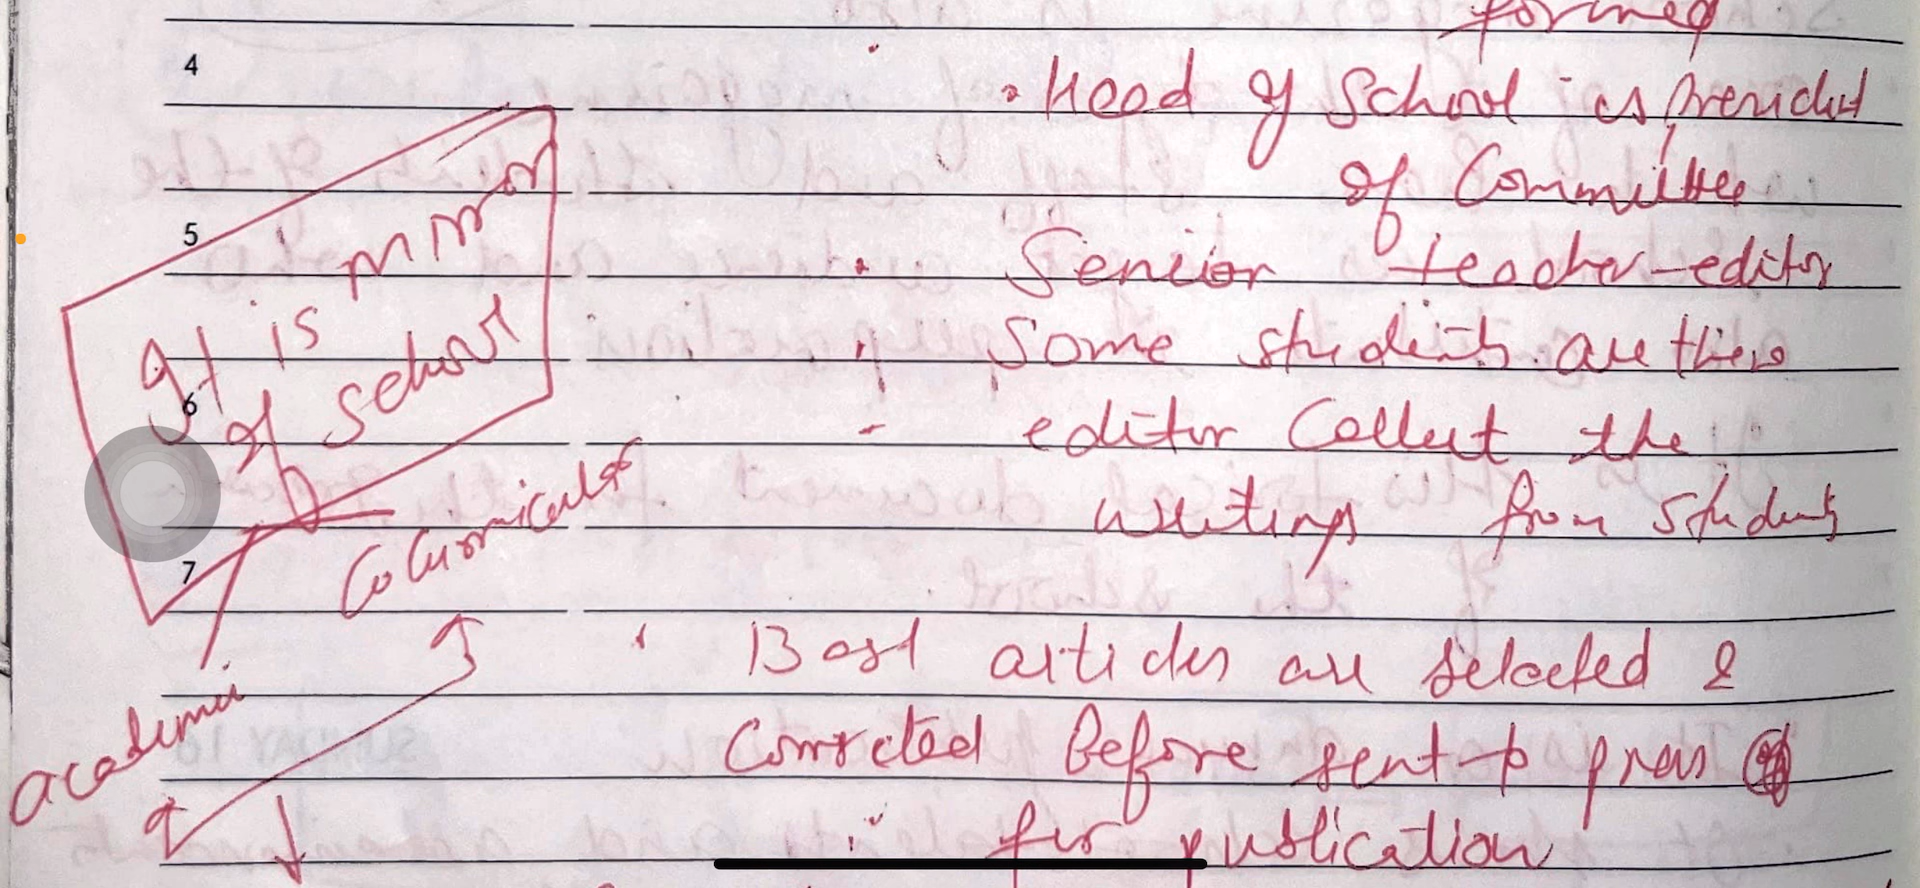 formed
4
• Head of School is President
of Committee
5
• Senior teacher-editor
It is mirror
of school
• Some students are there
6
- editor Collect the
writings from students
Cocurricular
7
• Best articles are selected &
academic
Corrected Before sent to press
for publication